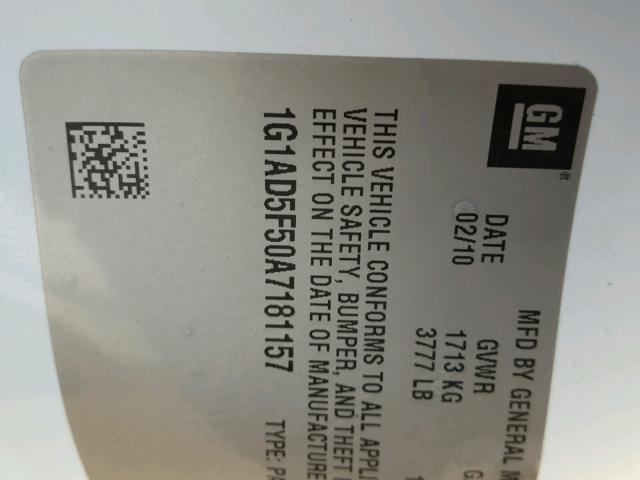 GM
®
MFD BY GENERAL M
DATE GVWR G
02/10 1713 KG
3777 LB 1
THIS VEHICLE CONFORMS TO ALL APPLI
VEHICLE SAFETY, BUMPER, AND THEFT
EFFECT ON THE DATE OF MANUFACTURE
1G1AD5F50A7181157 TYPE: PA